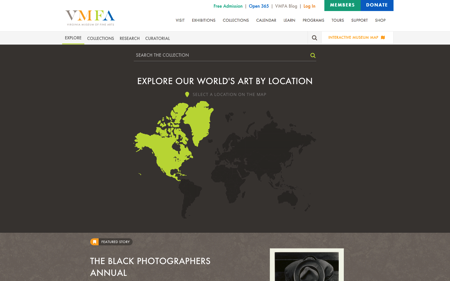 Free Admission | Open 365 | VMFA Blog | Log In
MEMBERS
DONATE
VMFA
VIRGINIA MUSEUM OF FINE ARTS
VISIT EXHIBITIONS COLLECTIONS CALENDAR LEARN PROGRAMS TOURS SUPPORT SHOP
EXPLORE COLLECTIONS RESEARCH CURATORIAL
INTERACTIVE MUSEUM MAP
SEARCH THE COLLECTION
EXPLORE OUR WORLD'S ART BY LOCATION
SELECT A LOCATION ON THE MAP
FEATURED STORY
THE BLACK PHOTOGRAPHERS
ANNUAL